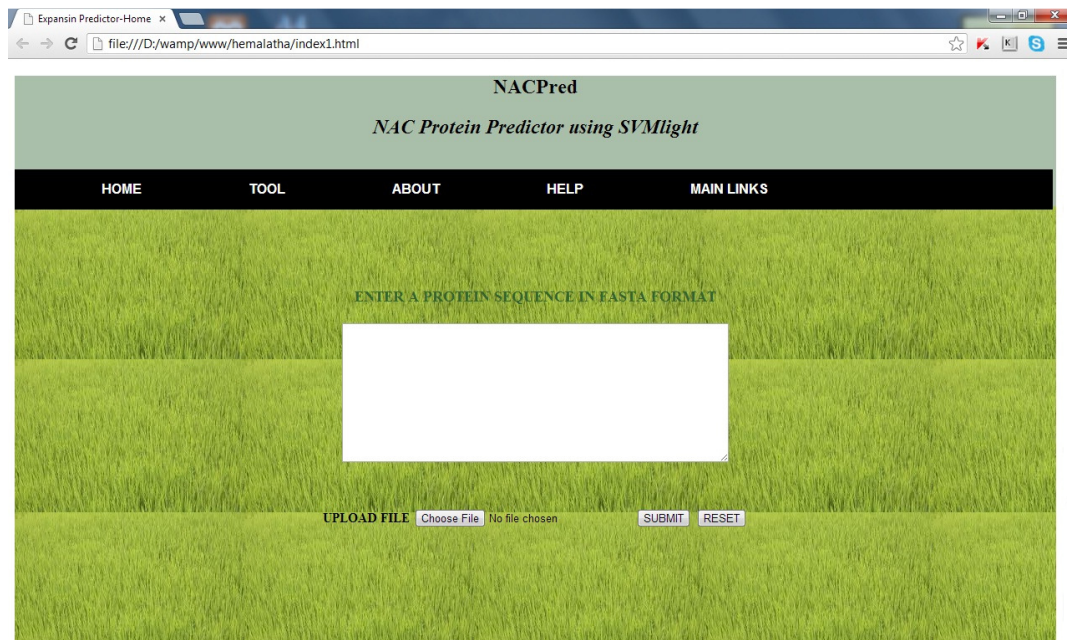 Expansin Predictor-Home
file:///D:/wamp/www/hemalatha/index1.html
NACPred
NAC Protein Predictor using SVMlight
HOME TOOL ABOUT HELP MAIN LINKS
ENTER A PROTEIN SEQUENCE IN FASTA FORMAT
UPLOAD FILE Choose File No file chosen SUBMIT RESET